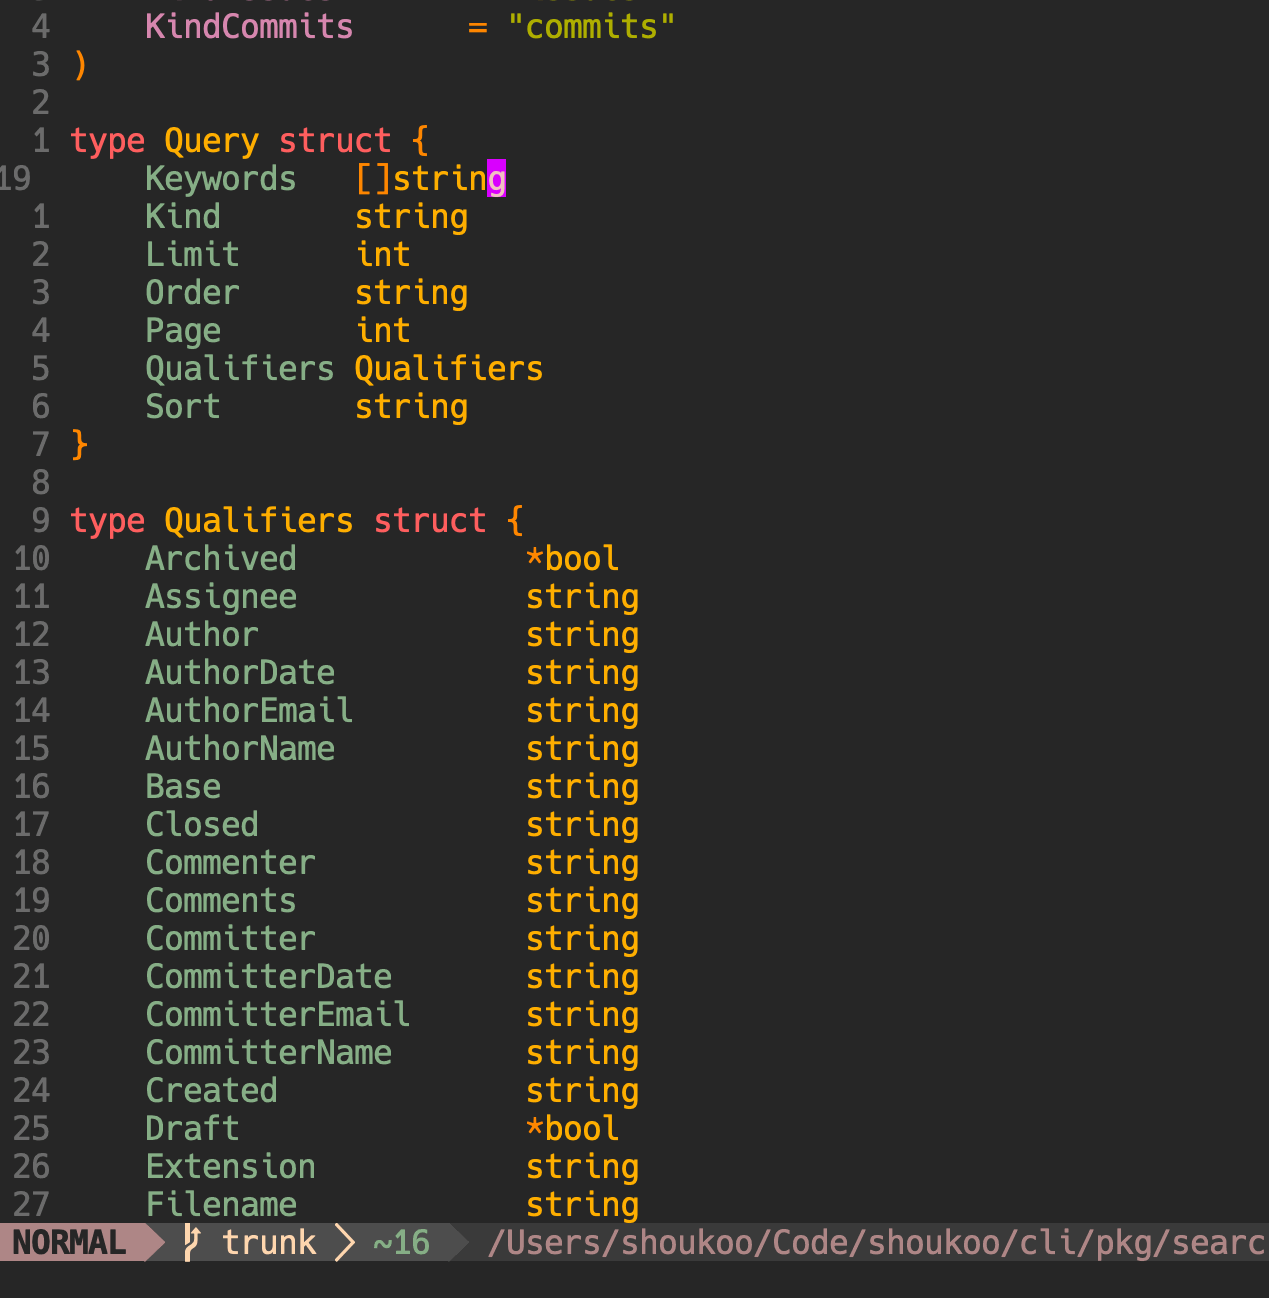 4     KindCommits      = "commits"
3 )
2
1 type Query struct {
19    Keywords   []string
1     Kind       string
2     Limit      int
3     Order      string
4     Page       int
5     Qualifiers Qualifiers
6     Sort       string
7 }
8
9 type Qualifiers struct {
10    Archived            *bool
11    Assignee            string
12    Author              string
13    AuthorDate          string
14    AuthorEmail         string
15    AuthorName          string
16    Base                string
17    Closed              string
18    Commenter           string
19    Comments            string
20    Committer           string
21    CommitterDate       string
22    CommitterEmail      string
23    CommitterName       string
24    Created             string
25    Draft               *bool
26    Extension           string
27    Filename            string
NORMAL trunk ~16 /Users/shoukoo/Code/shoukoo/cli/pkg/searc